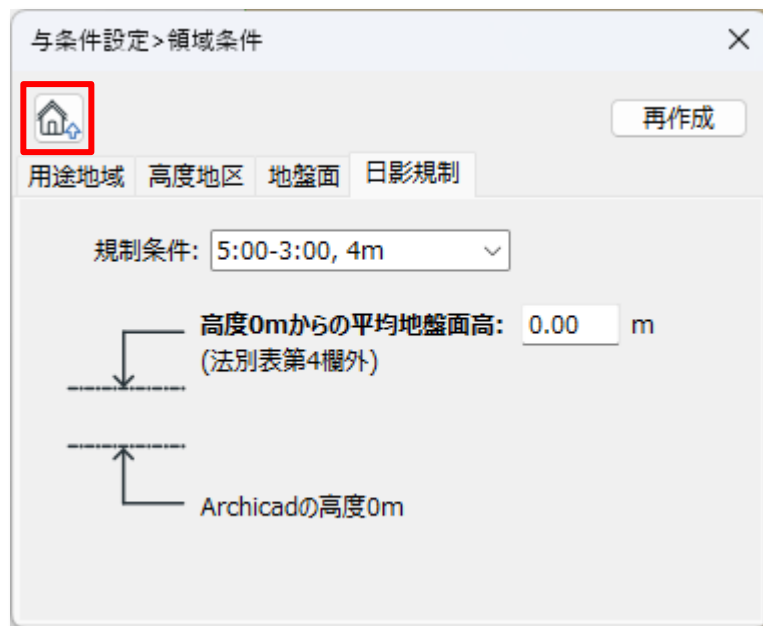 与条件設定>領域条件
再作成
用途地域 高度地区 地盤面 日影規制
規制条件: 5:00-3:00, 4m
高度0mからの平均地盤面高: 0.00 m
(法別表第4欄外)
Archicadの高度0m